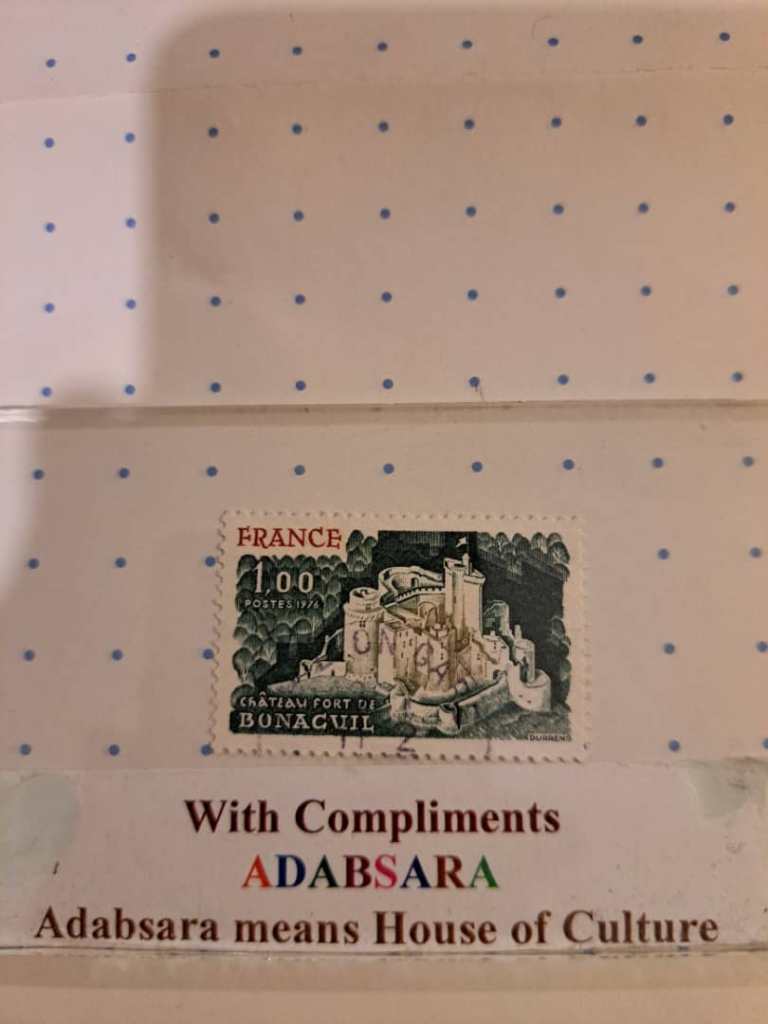 FRANCE
1,00
POSTES 1976
CHÂTEAU FORT DE
BONAGUIL
DURRENS
With Compliments
ADABSARA
Adabsara means House of Culture